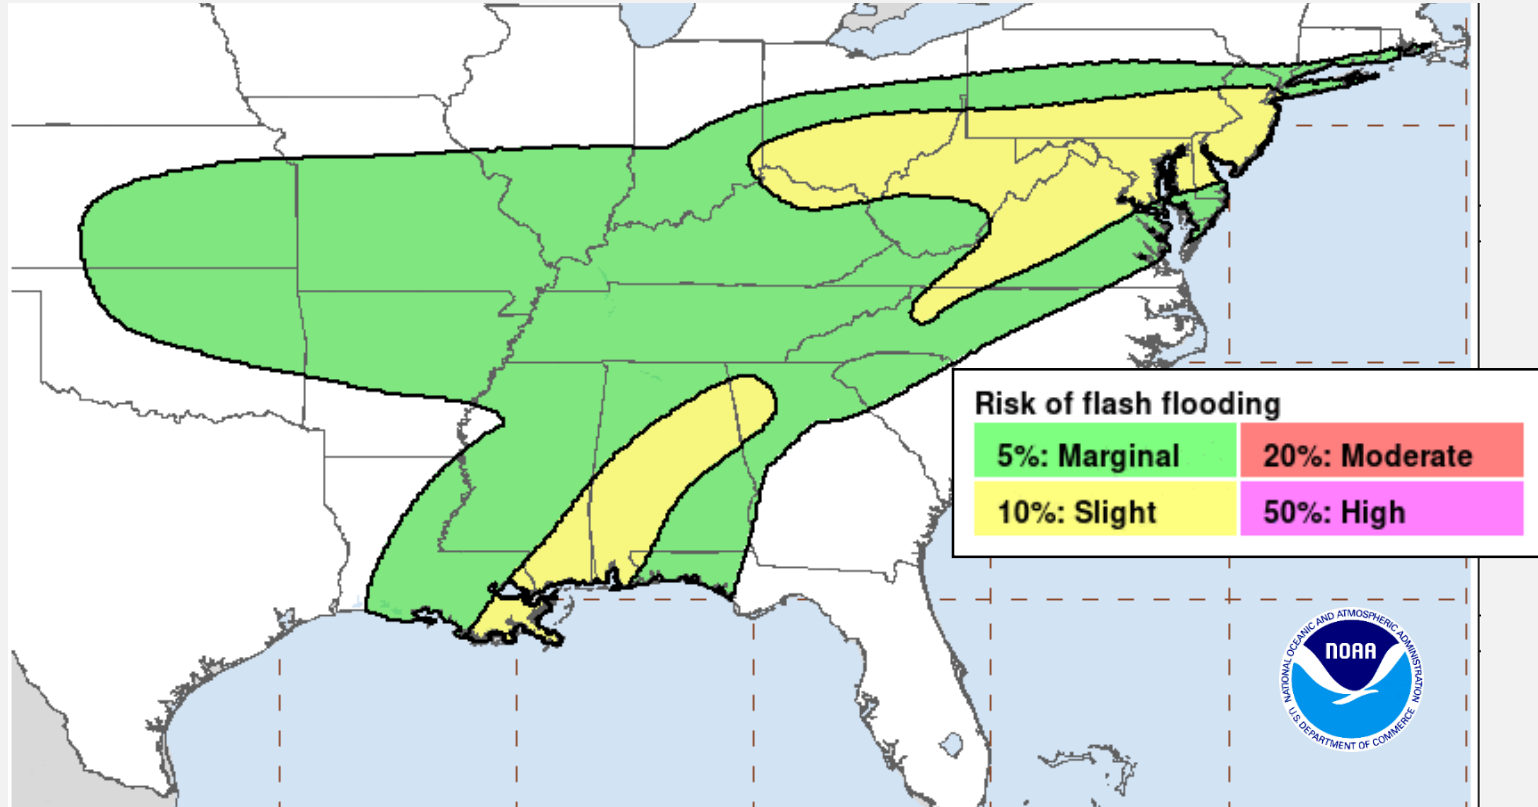 Risk of flash flooding
5%: Marginal
20%: Moderate
10%: Slight
50%: High
NATIONAL OCEANIC AND ATMOSPHERIC ADMINISTRATION
NOAA
U.S. DEPARTMENT OF COMMERCE